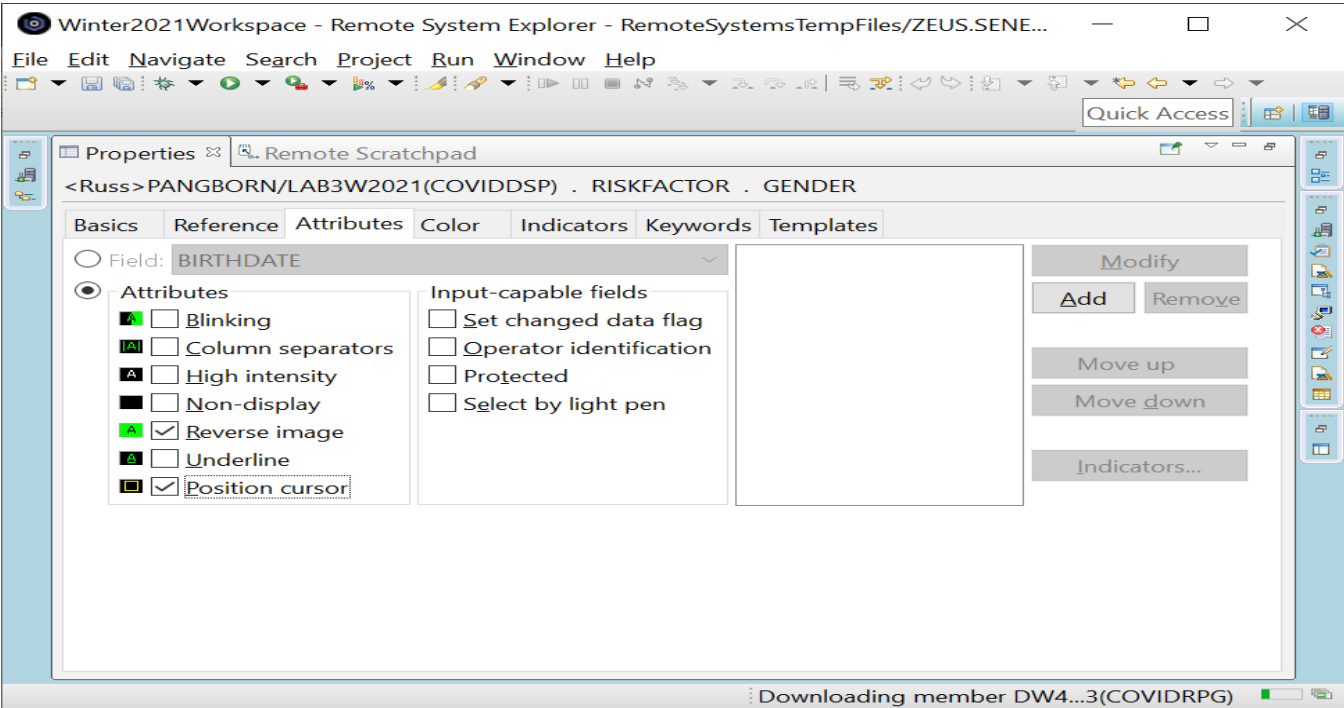 Winter2021Workspace - Remote System Explorer - RemoteSystemsTempFiles/ZEUS.SENE...
File Edit Navigate Search Project Run Window Help
Quick Access
Properties Remote Scratchpad
<Russ>PANGBORN/LAB3W2021(COVIDDSP) . RISKFACTOR . GENDER
Basics Reference Attributes Color Indicators Keywords Templates
Field: BIRTHDATE
Modify
Attributes Input-capable fields
Add Remove
A Blinking Set changed data flag
A Column separators Operator identification
A High intensity Protected
Move up
Non-display Select by light pen
Move down
A Reverse image
A Underline
Indicators...
Position cursor
Downloading member DW4...3(COVIDRPG)